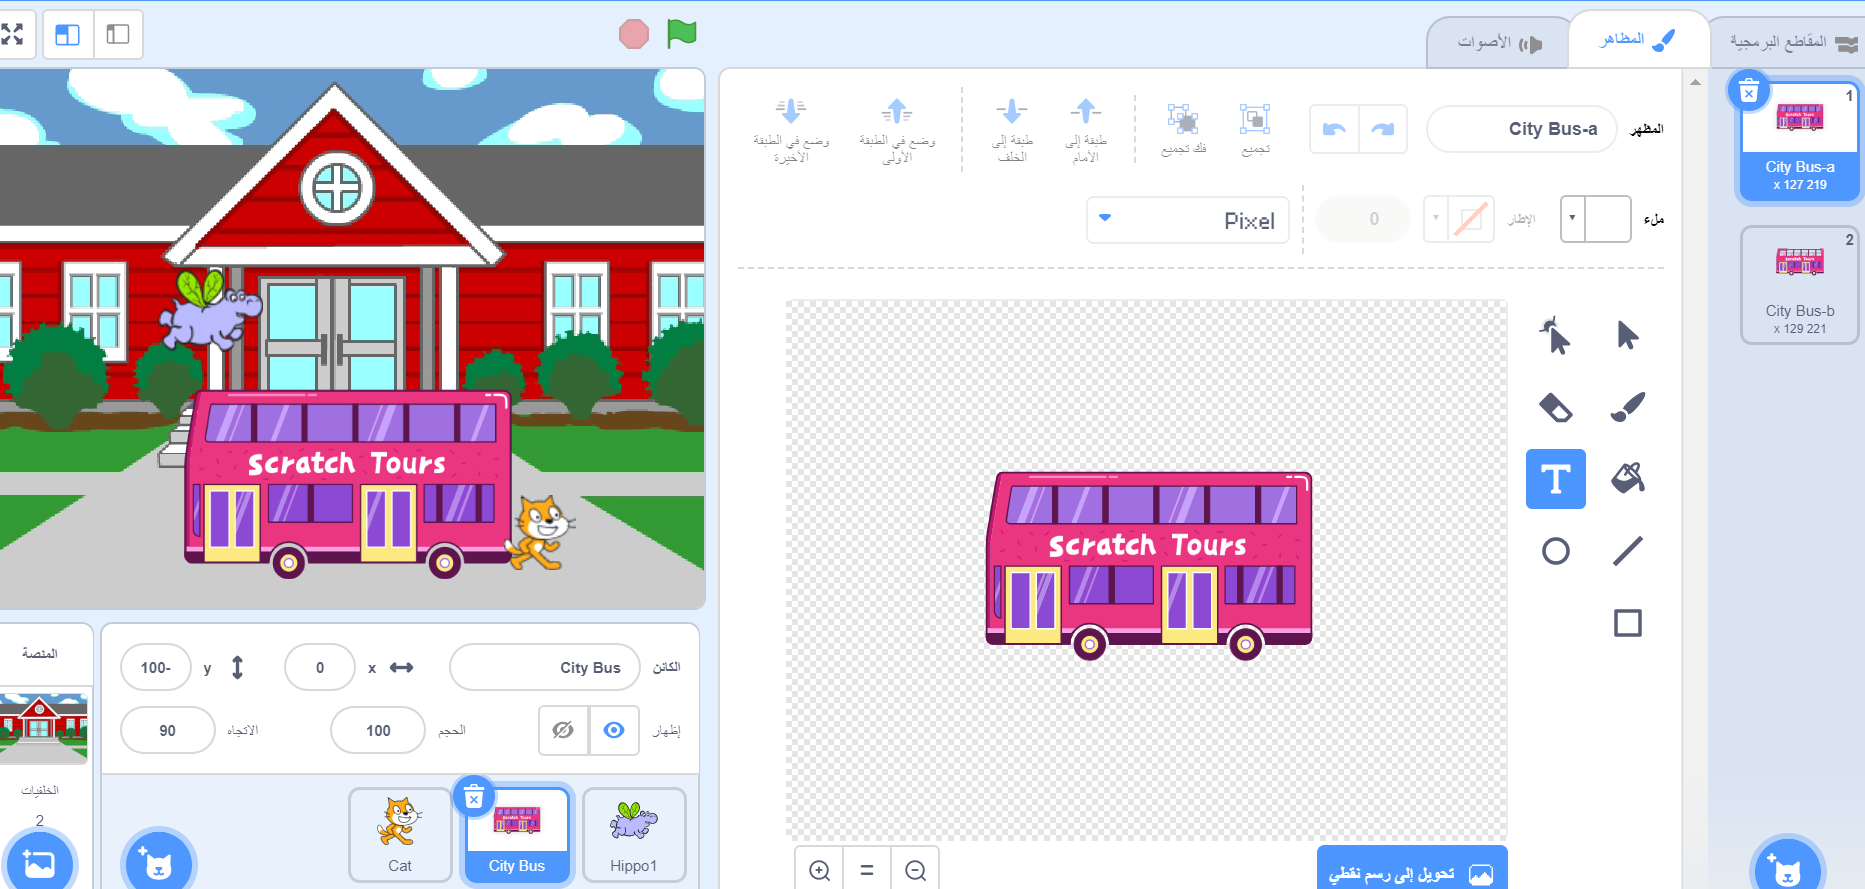 المقاطع البرمجية
المظاهر
الأصوات
المظهر
City Bus-a
تجميع
فك تجميع
طبقة إلى الأمام
طبقة إلى الخلف
وضع في الطبقة الأولى
وضع في الطبقة الأخيرة
ملء
الإطار
0
Pixel
1
City Bus-a
127 x 219
2
City Bus-b
129 x 221
Scratch Tours
Scratch Tours
تحويل إلى رسم نقطي
الكائن
City Bus
x
0
y
-100
إظهار
الحجم
100
الاتجاه
90
Cat
City Bus
Hippo1
المنصة
الخلفيات
2